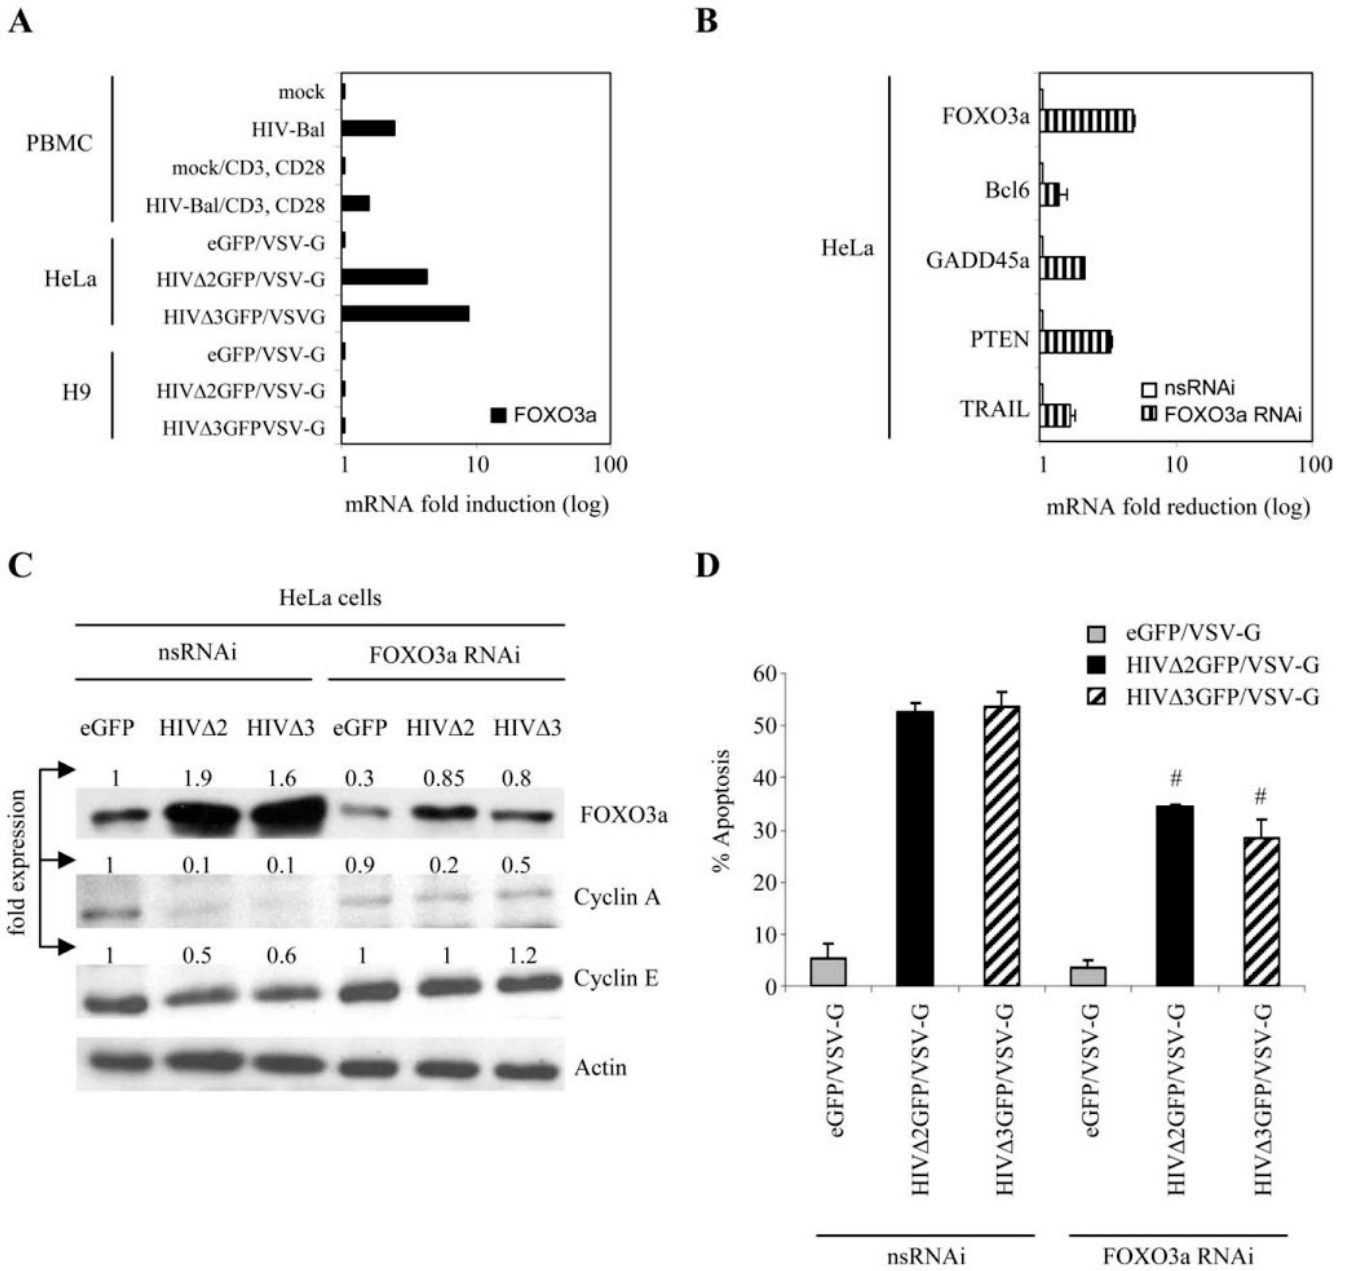 A
PBMC
HeLa
H9
mock
HIV-Bal
mock/CD3, CD28
HIV-Bal/CD3, CD28
eGFP/VSV-G
HIVΔ2GFP/VSV-G
HIVΔ3GFP/VSVG
eGFP/VSV-G
HIVΔ2GFP/VSV-G
HIVΔ3GFPVSV-G
FOXO3a
1 10 100
mRNA fold induction (log)
B
HeLa
FOXO3a
Bcl6
GADD45a
PTEN
TRAIL
nsRNAi
FOXO3a RNAi
1 10 100
mRNA fold reduction (log)
C
HeLa cells
nsRNAi FOXO3a RNAi
eGFP HIVΔ2 HIVΔ3 eGFP HIVΔ2 HIVΔ3
fold expression
1 1.9 1.6 0.3 0.85 0.8
FOXO3a
1 0.1 0.1 0.9 0.2 0.5
Cyclin A
1 0.5 0.6 1 1 1.2
Cyclin E
Actin
D
eGFP/VSV-G
HIVΔ2GFP/VSV-G
HIVΔ3GFP/VSV-G
% Apoptosis
60
50
40
30
20
10
0
# #
eGFP/VSV-G
HIVΔ2GFP/VSV-G
HIVΔ3GFP/VSV-G
eGFP/VSV-G
HIVΔ2GFP/VSV-G
HIVΔ3GFP/VSV-G
nsRNAi FOXO3a RNAi